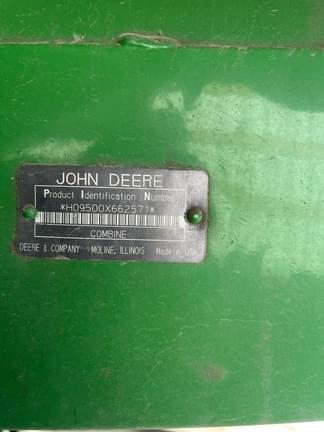 JOHN DEERE
Product Identification Number
*H09500X662571*
COMBINE
DEERE & COMPANY MOLINE, ILLINOIS Made in USA